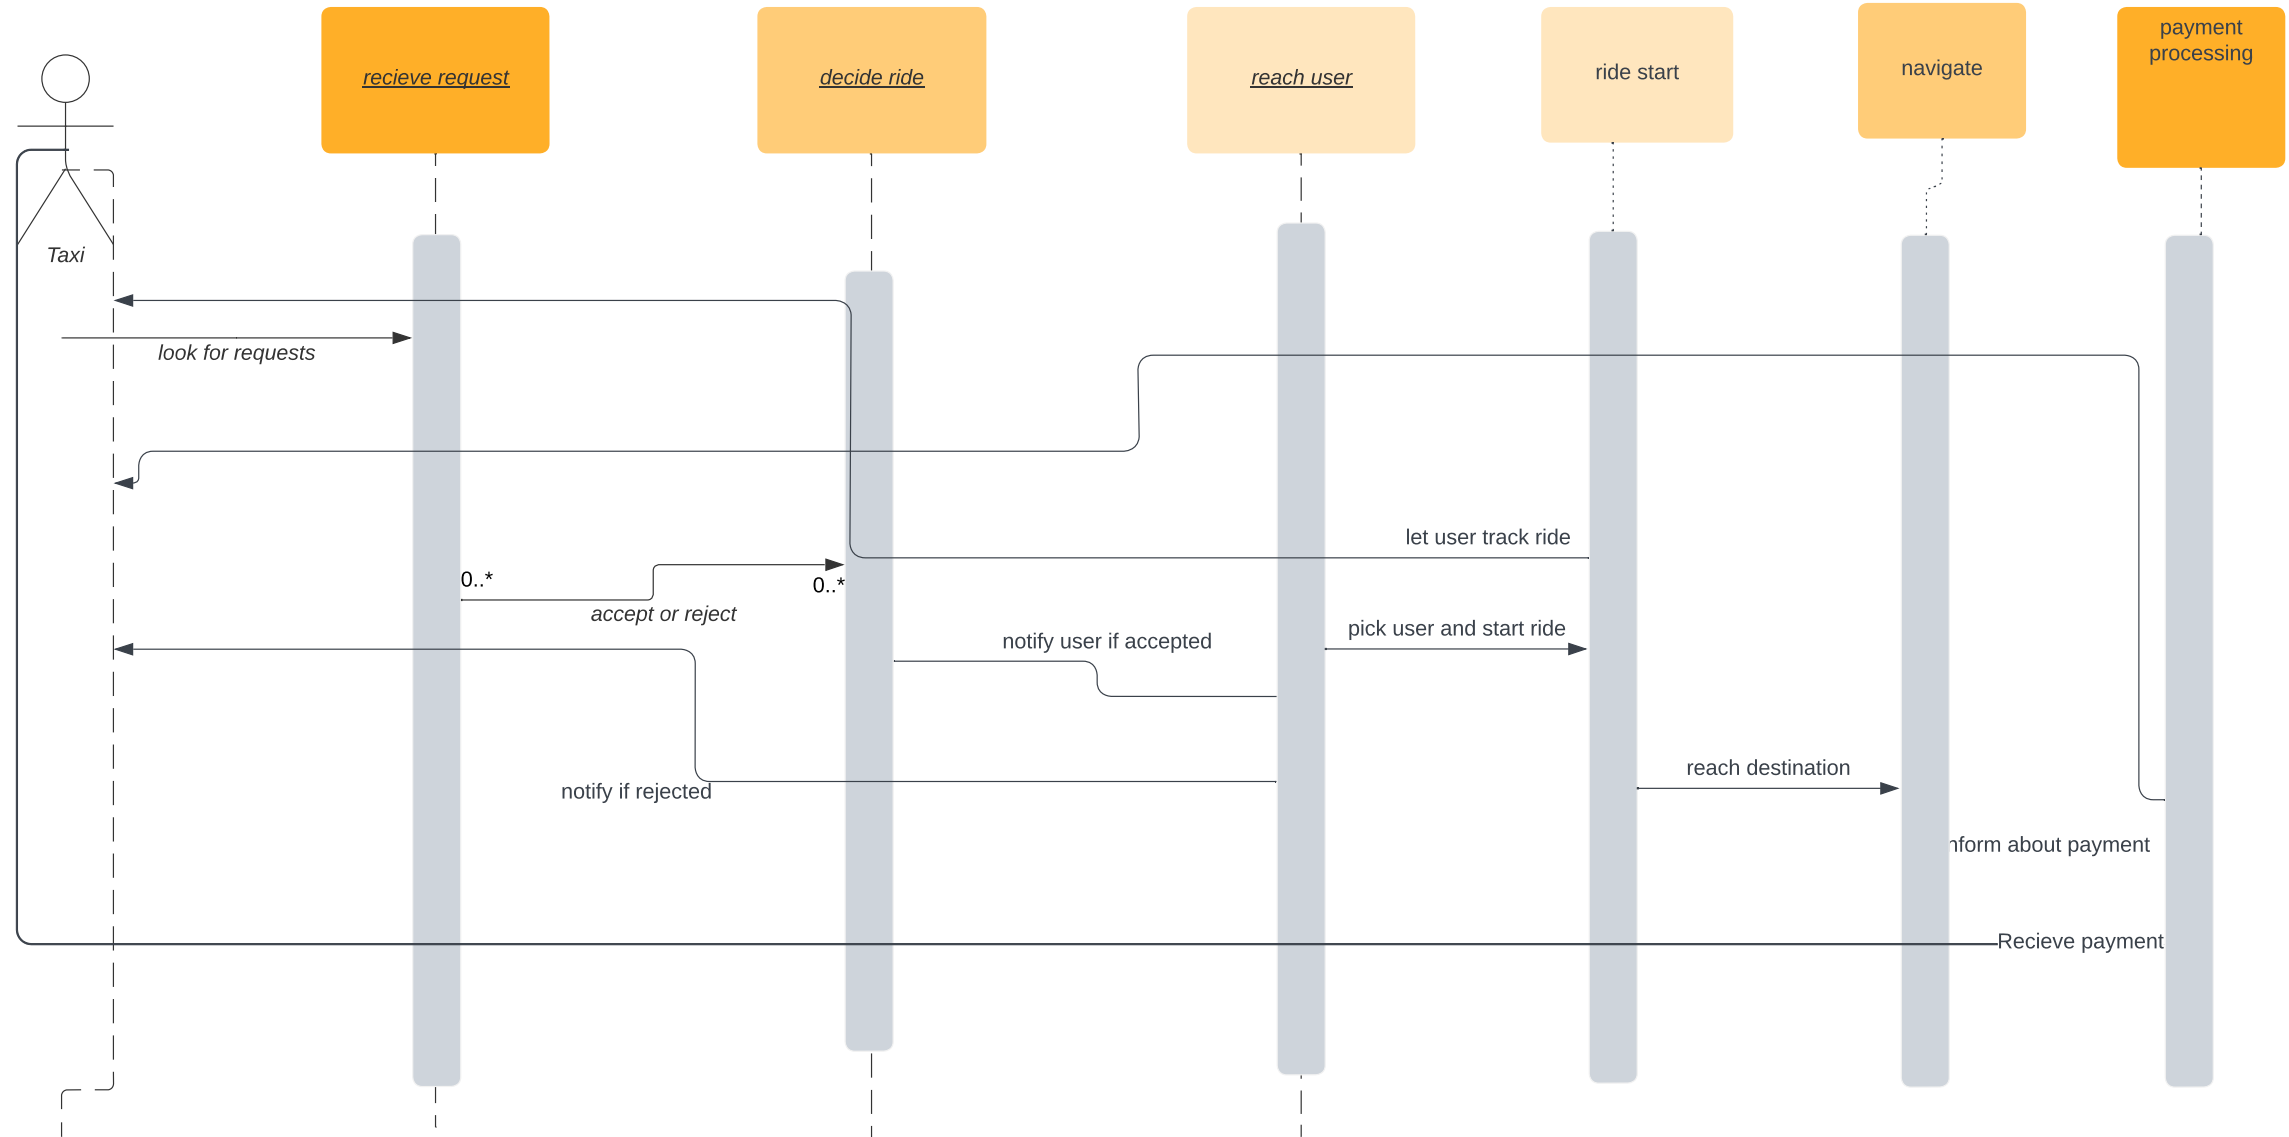 recieve request
decide ride
reach user
ride start
navigate
payment
processing
Taxi
look for requests
let user track ride
0..*
0..*
accept or reject
notify user if accepted
pick user and start ride
notify if rejected
reach destination
nform about payment
Recieve payment